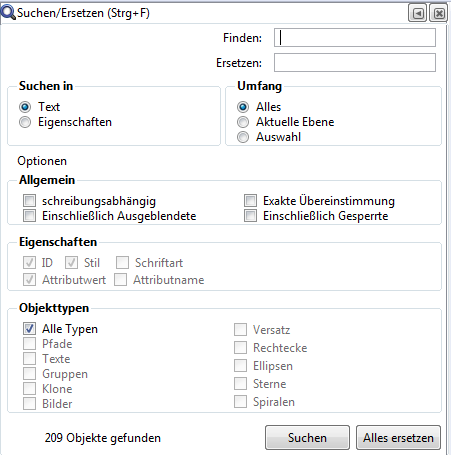 Suchen/Ersetzen (Strg+F)
Finden:
Ersetzen:
Suchen in
Text
Eigenschaften
Umfang
Alles
Aktuelle Ebene
Auswahl
Optionen
Allgemein
schreibungsabhängig
Exakte Übereinstimmung
Einschließlich Ausgeblendete
Einschließlich Gesperrte
Eigenschaften
ID Stil Schriftart
Attributwert Attributname
Objekttypen
Alle Typen
Pfade
Texte
Gruppen
Klone
Bilder
Versatz
Rechtecke
Ellipsen
Sterne
Spiralen
209 Objekte gefunden
Suchen
Alles ersetzen